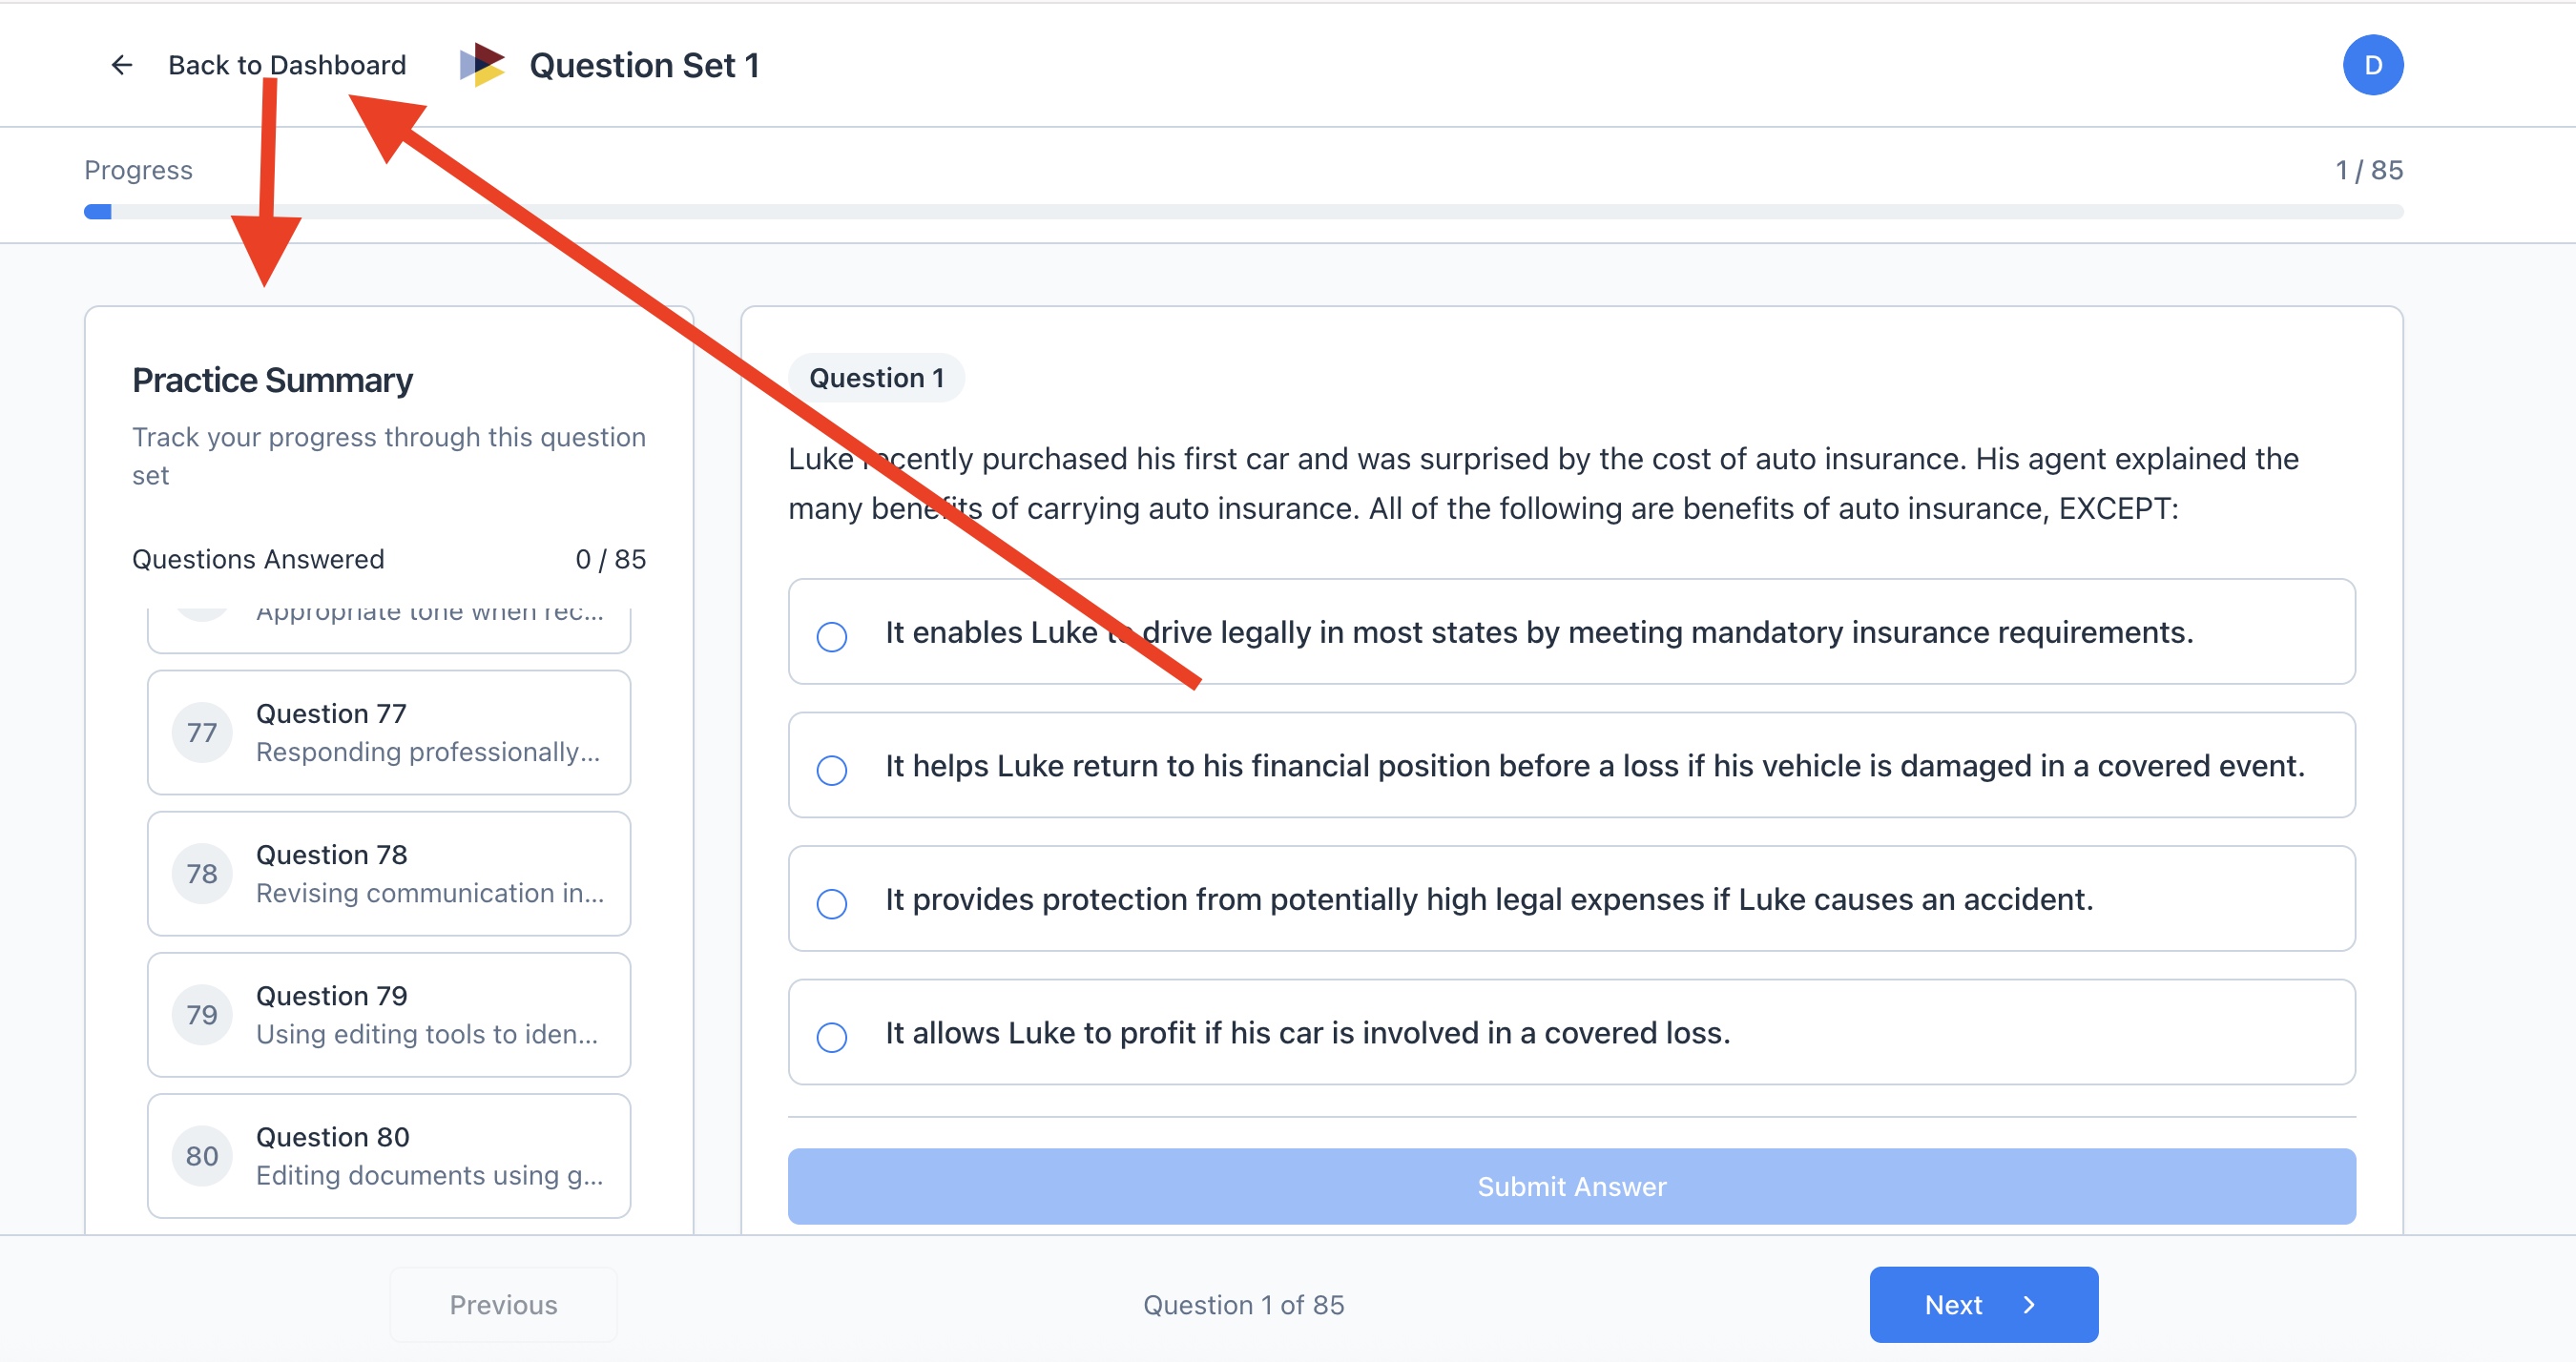 Back to Dashboard
Question Set 1
D
Progress
1 / 85
Practice Summary
Track your progress through this question
set
Questions Answered
0 / 85
Appropriate tone when rec...
77
Question 77
Responding professionally...
78
Question 78
Revising communication in...
79
Question 79
Using editing tools to iden...
80
Question 80
Editing documents using g...
Question 1
Luke recently purchased his first car and was surprised by the cost of auto insurance. His agent explained the
many benefits of carrying auto insurance. All of the following are benefits of auto insurance, EXCEPT:
It enables Luke to drive legally in most states by meeting mandatory insurance requirements.
It helps Luke return to his financial position before a loss if his vehicle is damaged in a covered event.
It provides protection from potentially high legal expenses if Luke causes an accident.
It allows Luke to profit if his car is involved in a covered loss.
Submit Answer
Previous
Question 1 of 85
Next